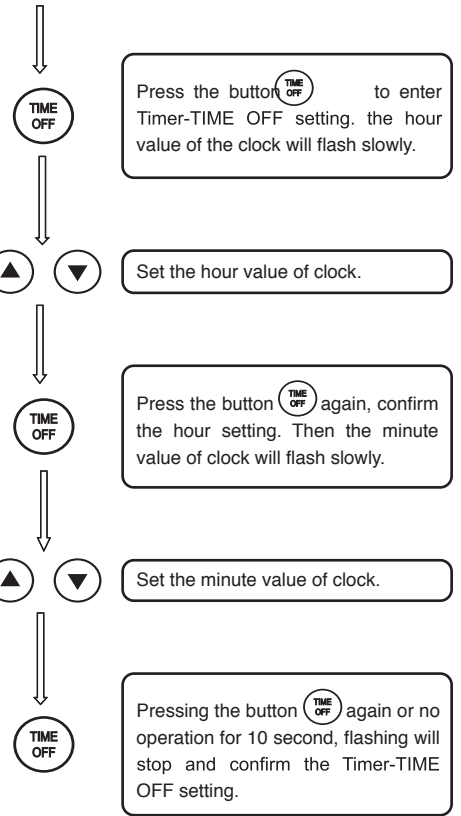 TIME
OFF
Press the button TIME OFF to enter
Timer-TIME OFF setting. the hour
value of the clock will flash slowly.
▲ ▼
Set the hour value of clock.
TIME
OFF
Press the button TIME OFF again, confirm
the hour setting. Then the minute
value of clock will flash slowly.
▲ ▼
Set the minute value of clock.
TIME
OFF
Pressing the button TIME OFF again or no
operation for 10 second, flashing will
stop and confirm the Timer-TIME
OFF setting.